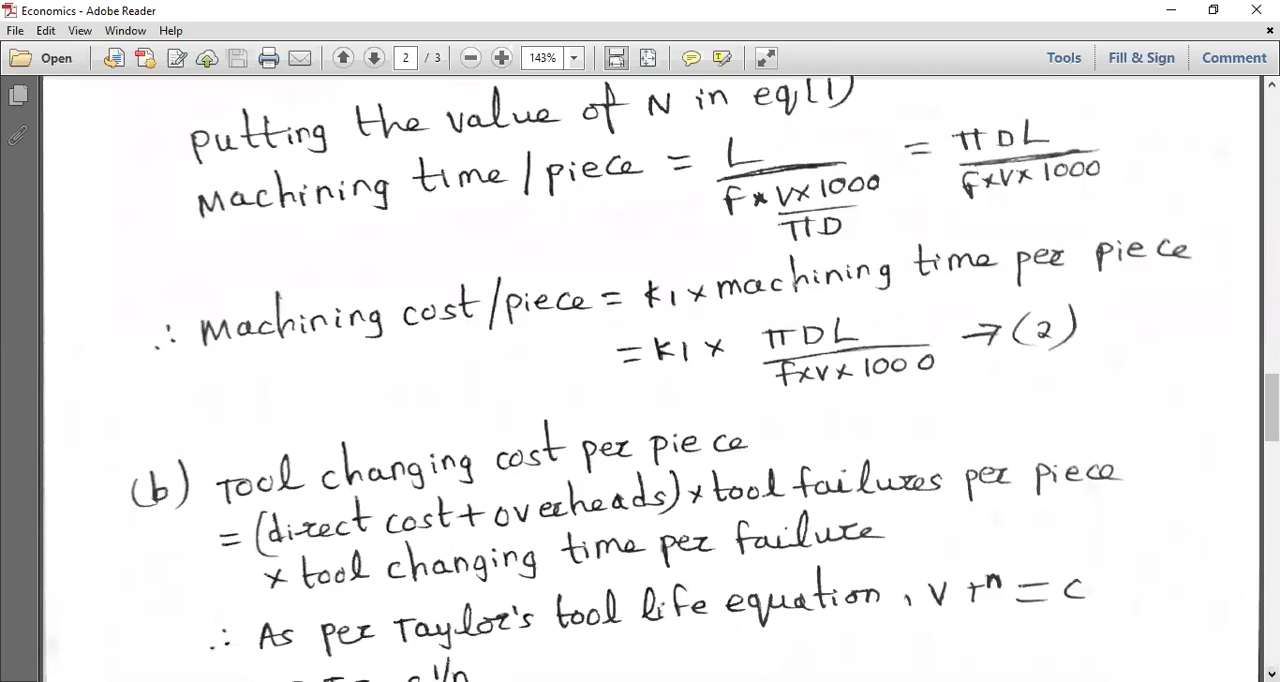 Economics - Adobe Reader
File Edit View Window Help
Open 2 / 3 143% Tools Fill & Sign Comment
putting the value of N in eq(1)
Machining time/piece = L / (f × V×1000 / πD) = πDL / f×V×1000
∴ Machining cost/piece = K1 × machining time per piece
= K1 × πDL / f×V×1000 → (2)
(b) Tool changing cost per piece
= (direct cost + overheads) × tool failures per piece
× tool changing time per failure
∴ As per Taylor's tool life equation, V T^n = C